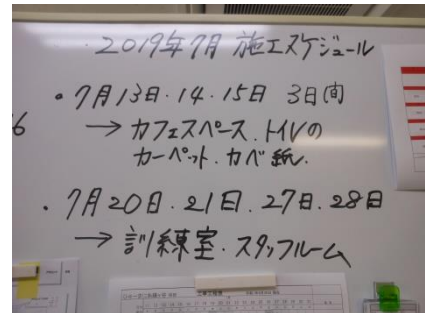 ・2019年7月 施工スケジュール
・7月13日・14・15日 3日間
→ カフェスペース.トイレの
カーペット.カベ紙.
・7月20日・21日.27日.28日
→ 訓練室・スタッフルーム